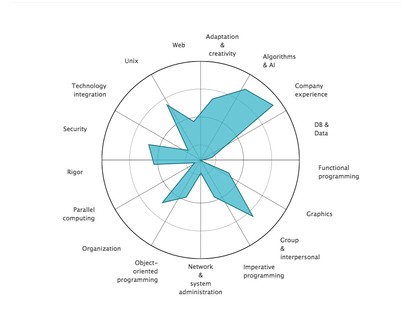 Adaptation
&
creativity
Algorithms
& AI
Company
experience
DB &
Data
Functional
programming
Graphics
Group
&
interpersonal
Imperative
programming
Network
&
system
administration
Object-
oriented
programming
Organization
Parallel
computing
Rigor
Security
Technology
integration
Unix
Web